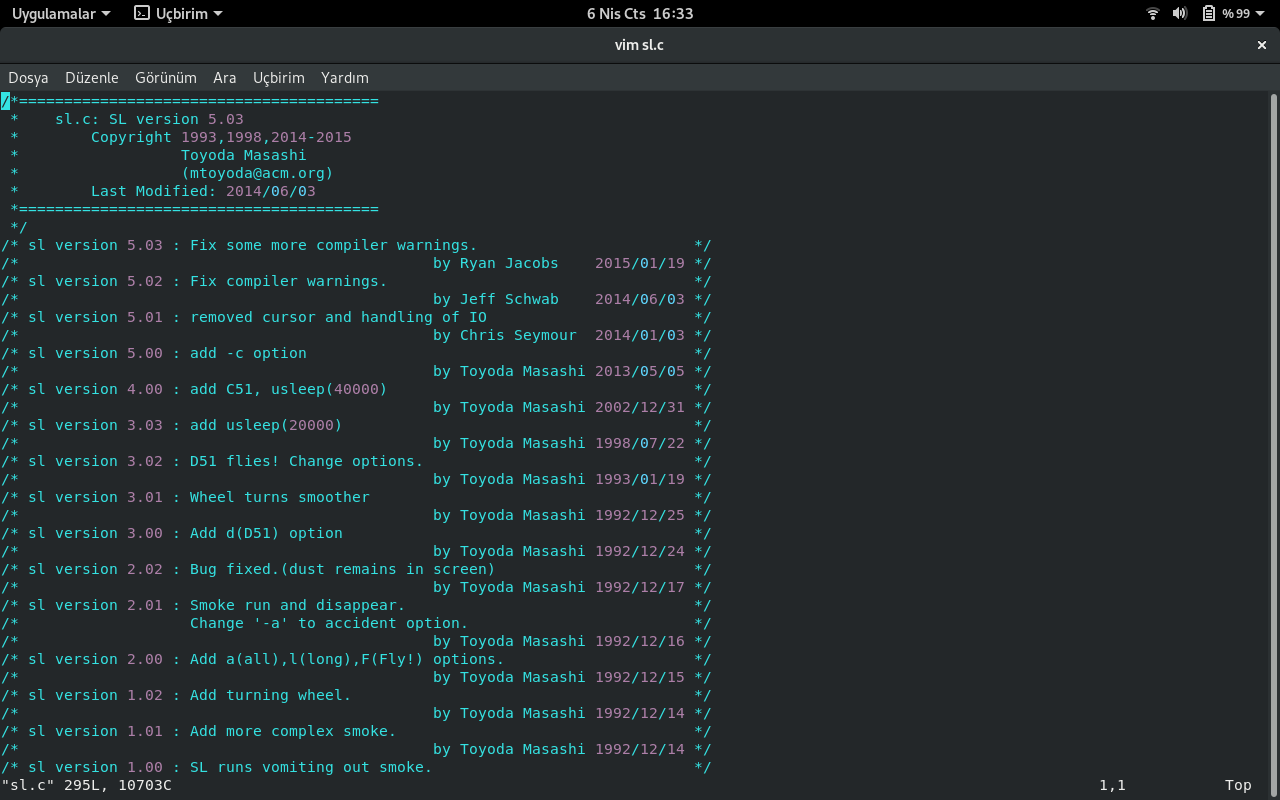 Uygulamalar Uçbirim 6 Nis Cts 16:33 %99
vim sl.c ×
Dosya Düzenle Görünüm Ara Uçbirim Yardım
/*========================================
 *    sl.c: SL version 5.03
 *        Copyright 1993,1998,2014-2015
 *                  Toyoda Masashi
 *                  (mtoyoda@acm.org)
 *        Last Modified: 2014/06/03
 *========================================
 */
/* sl version 5.03 : Fix some more compiler warnings.                        */
/*                                              by Ryan Jacobs    2015/01/19 */
/* sl version 5.02 : Fix compiler warnings.                                  */
/*                                              by Jeff Schwab    2014/06/03 */
/* sl version 5.01 : removed cursor and handling of IO                       */
/*                                              by Chris Seymour  2014/01/03 */
/* sl version 5.00 : add -c option                                           */
/*                                              by Toyoda Masashi 2013/05/05 */
/* sl version 4.00 : add C51, usleep(40000)                                  */
/*                                              by Toyoda Masashi 2002/12/31 */
/* sl version 3.03 : add usleep(20000)                                       */
/*                                              by Toyoda Masashi 1998/07/22 */
/* sl version 3.02 : D51 flies! Change options.                              */
/*                                              by Toyoda Masashi 1993/01/19 */
/* sl version 3.01 : Wheel turns smoother                                    */
/*                                              by Toyoda Masashi 1992/12/25 */
/* sl version 3.00 : Add d(D51) option                                       */
/*                                              by Toyoda Masashi 1992/12/24 */
/* sl version 2.02 : Bug fixed.(dust remains in screen)                      */
/*                                              by Toyoda Masashi 1992/12/17 */
/* sl version 2.01 : Smoke run and disappear.                                */
/*                   Change '-a' to accident option.                         */
/*                                              by Toyoda Masashi 1992/12/16 */
/* sl version 2.00 : Add a(all),l(long),F(Fly!) options.                     */
/*                                              by Toyoda Masashi 1992/12/15 */
/* sl version 1.02 : Add turning wheel.                                      */
/*                                              by Toyoda Masashi 1992/12/14 */
/* sl version 1.01 : Add more complex smoke.                                 */
/*                                              by Toyoda Masashi 1992/12/14 */
/* sl version 1.00 : SL runs vomiting out smoke.                             */
"sl.c" 295L, 10703C 1,1 Top